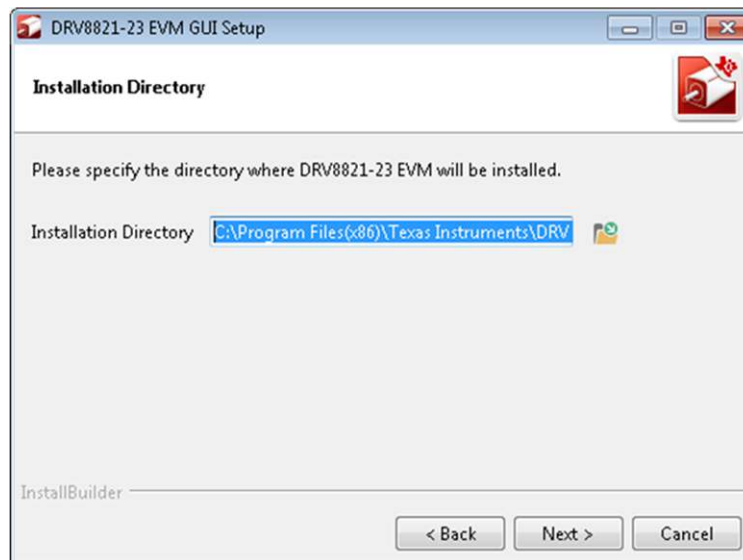 DRV8821-23 EVM GUI Setup
Installation Directory
Please specify the directory where DRV8821-23 EVM will be installed.
Installation Directory C:\Program Files(x86)\Texas Instruments\DRV
InstallBuilder
< Back Next > Cancel